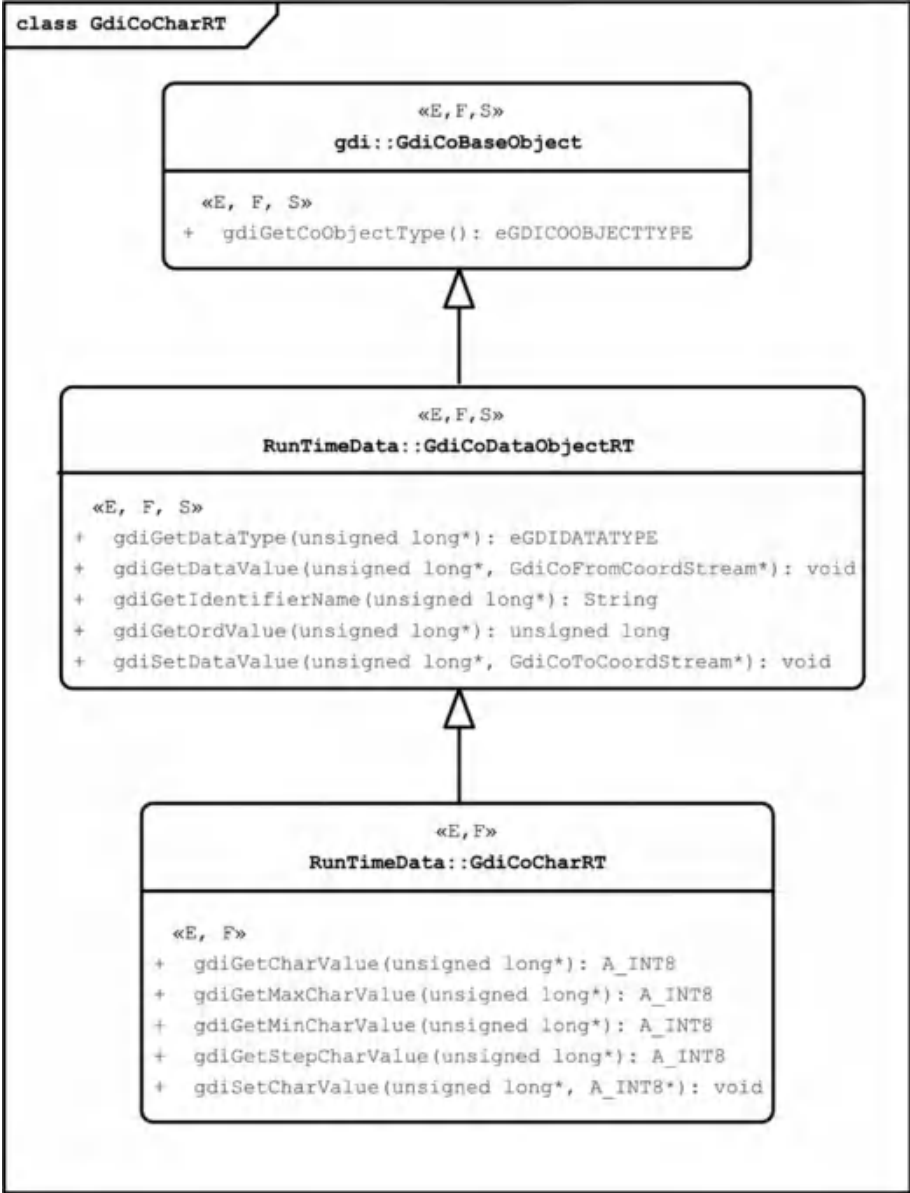 class GdiCoCharRT
«E,F,S»
gdi::GdiCoBaseObject
«E, F, S»
+ gdiGetCoObjectType(): eGDICOOBJECTTYPE
«E,F,S»
RunTimeData::GdiCoDataObjectRT
«E, F, S»
+ gdiGetDataType(unsigned long*): eGDIDATATYPE
+ gdiGetDataValue(unsigned long*, GdiCoFromCoordStream*): void
+ gdiGetIdentifierName(unsigned long*): String
+ gdiGetOrdValue(unsigned long*): unsigned long
+ gdiSetDataValue(unsigned long*, GdiCoToCoordStream*): void
«E,F»
RunTimeData::GdiCoCharRT
«E, F»
+ gdiGetCharValue(unsigned long*): A_INT8
+ gdiGetMaxCharValue(unsigned long*): A_INT8
+ gdiGetMinCharValue(unsigned long*): A_INT8
+ gdiGetStepCharValue(unsigned long*): A_INT8
+ gdiSetCharValue(unsigned long*, A_INT8*): void